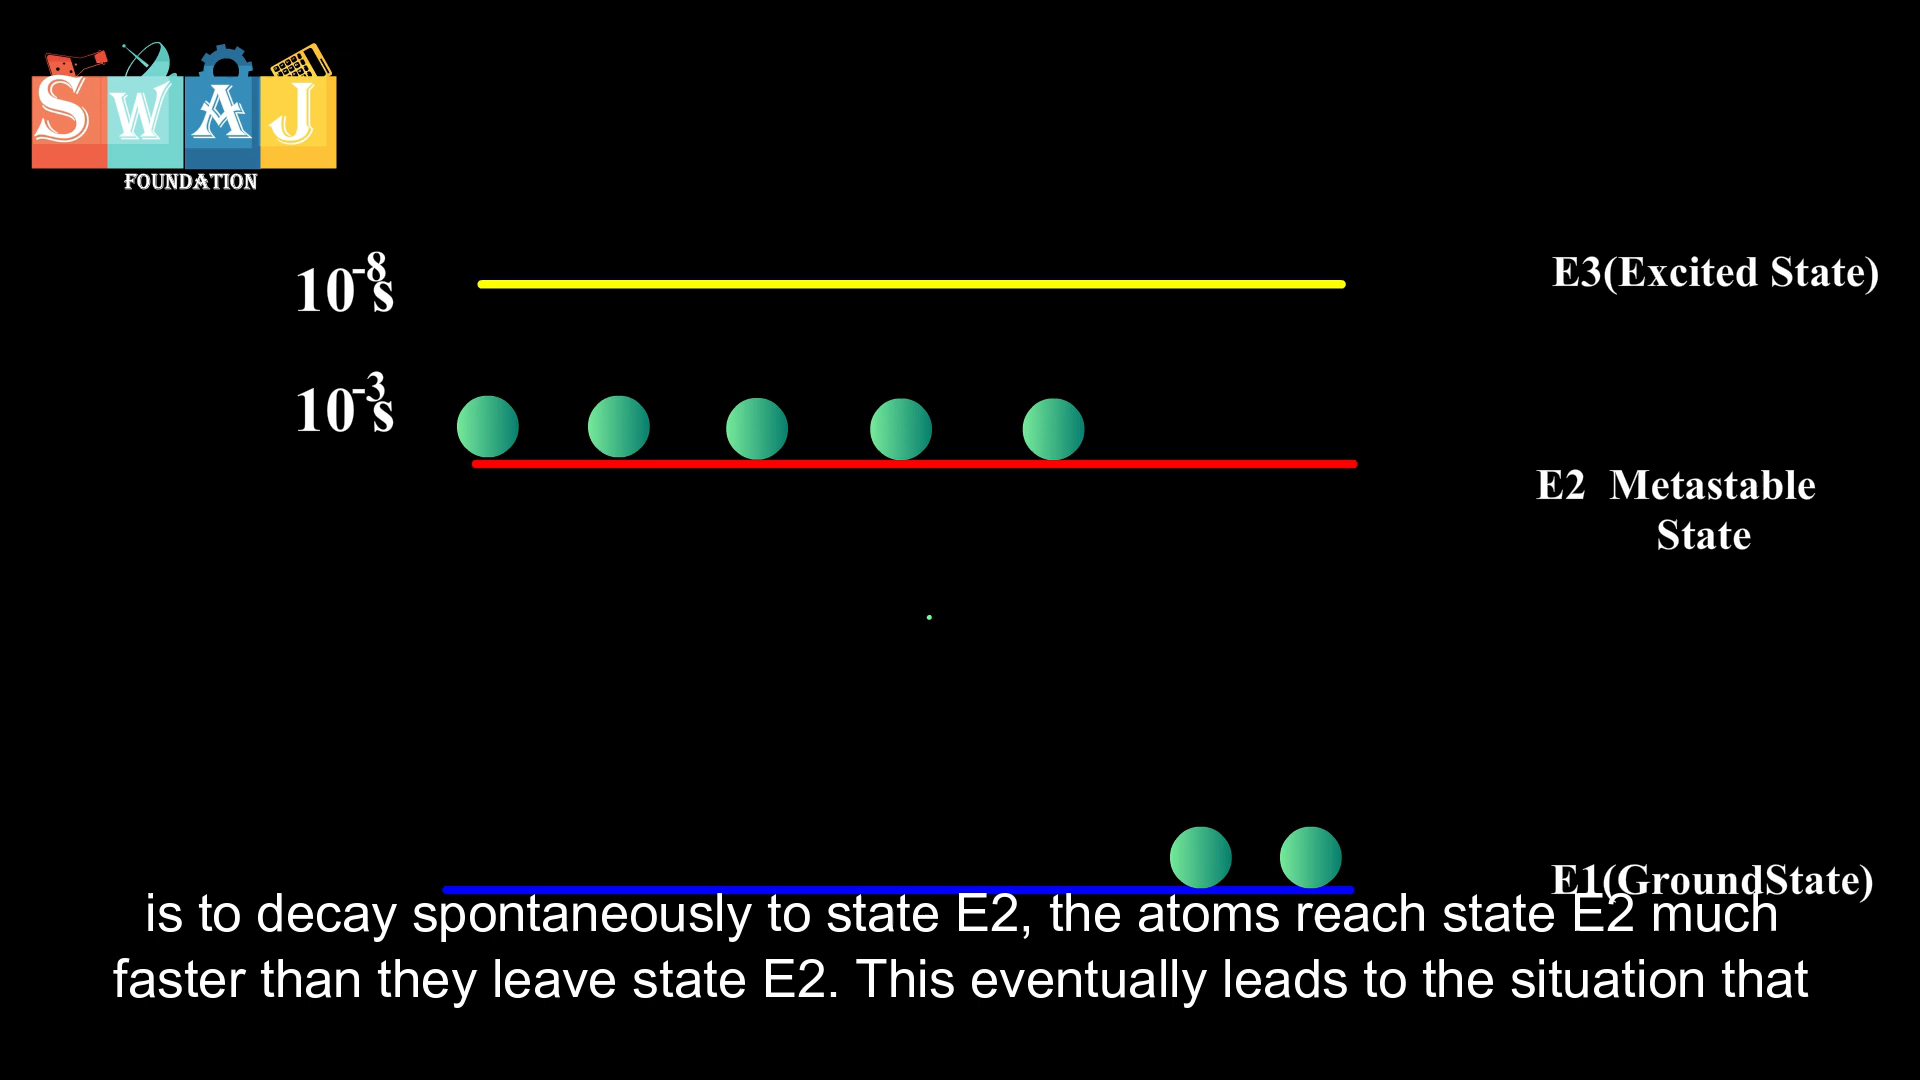 SWAJ
FOUNDATION
10⁻⁸s
E3(Excited State)
10⁻³s
E2 Metastable
State
E1(GroundState)
is to decay spontaneously to state E2, the atoms reach state E2 much
faster than they leave state E2. This eventually leads to the situation that